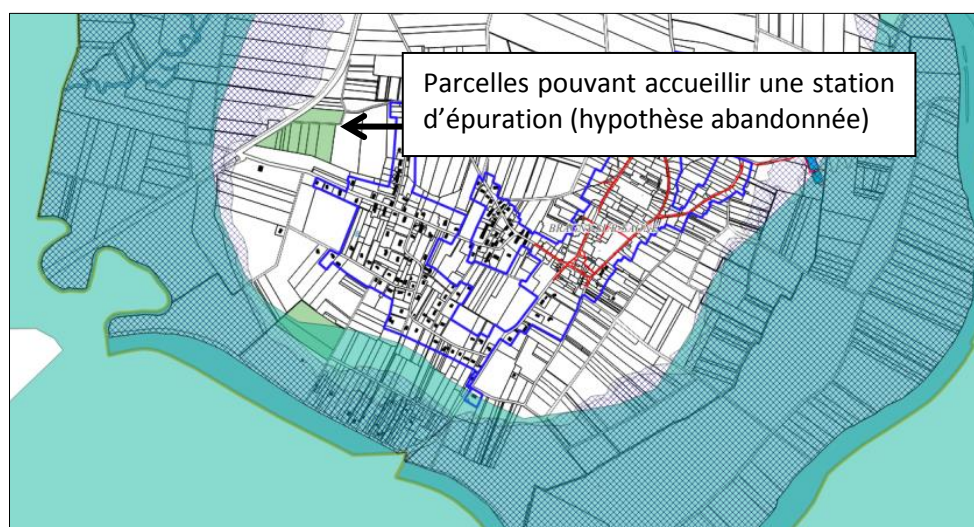 Parcelles pouvant accueillir une station
d'épuration (hypothèse abandonnée)